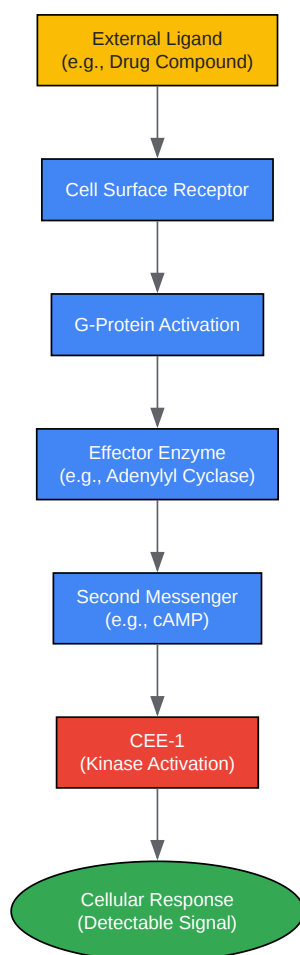 External Ligand
(e.g., Drug Compound)
Cell Surface Receptor
G-Protein Activation
Effector Enzyme
(e.g., Adenylyl Cyclase)
Second Messenger
(e.g., cAMP)
CEE-1
(Kinase Activation)
Cellular Response
(Detectable Signal)